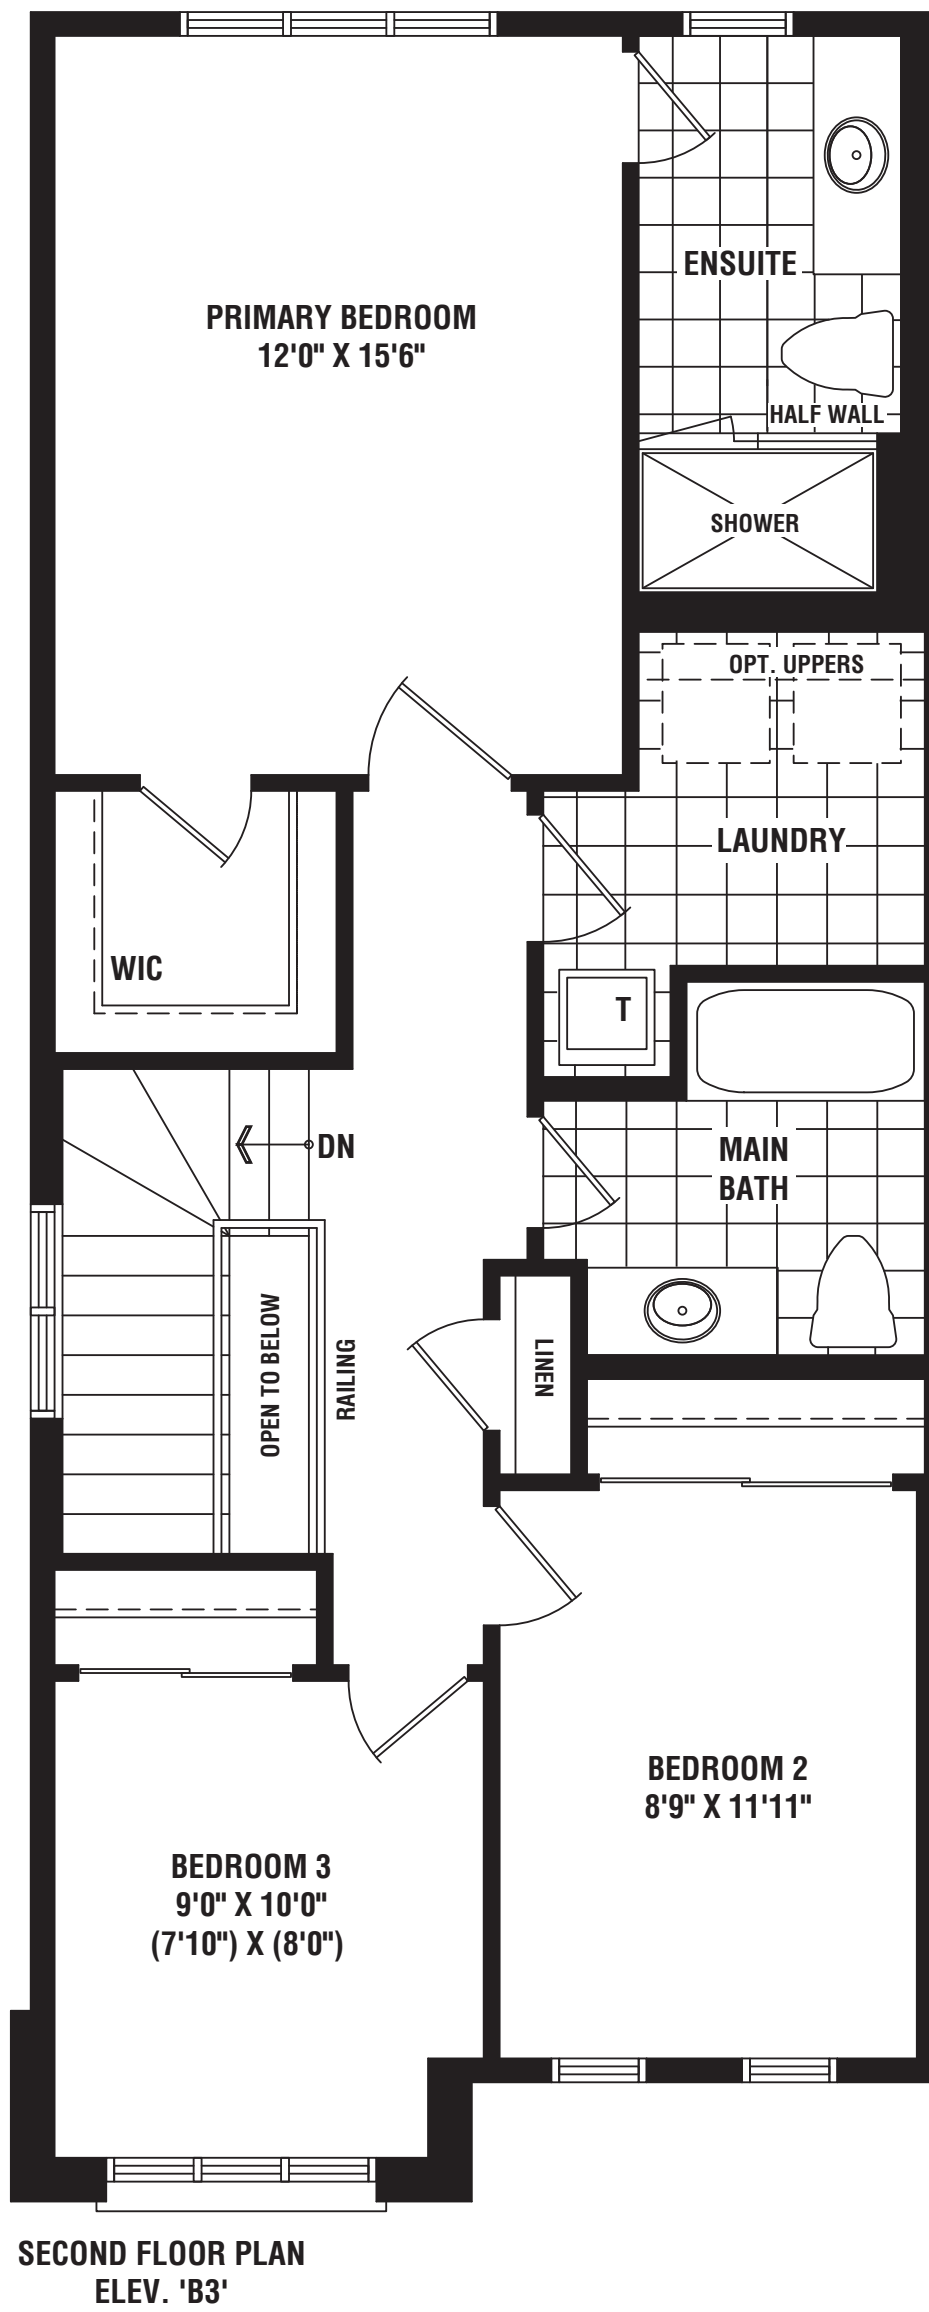 ENSUITE
PRIMARY BEDROOM
12'0" X 15'6"
HALF WALL
SHOWER
OPT. UPPERS
LAUNDRY
WIC
T
DN
MAIN
BATH
OPEN TO BELOW
RAILING
LINEN
BEDROOM 2
8'9" X 11'11"
BEDROOM 3
9'0" X 10'0"
(7'10") X (8'0")
SECOND FLOOR PLAN
ELEV. 'B3'